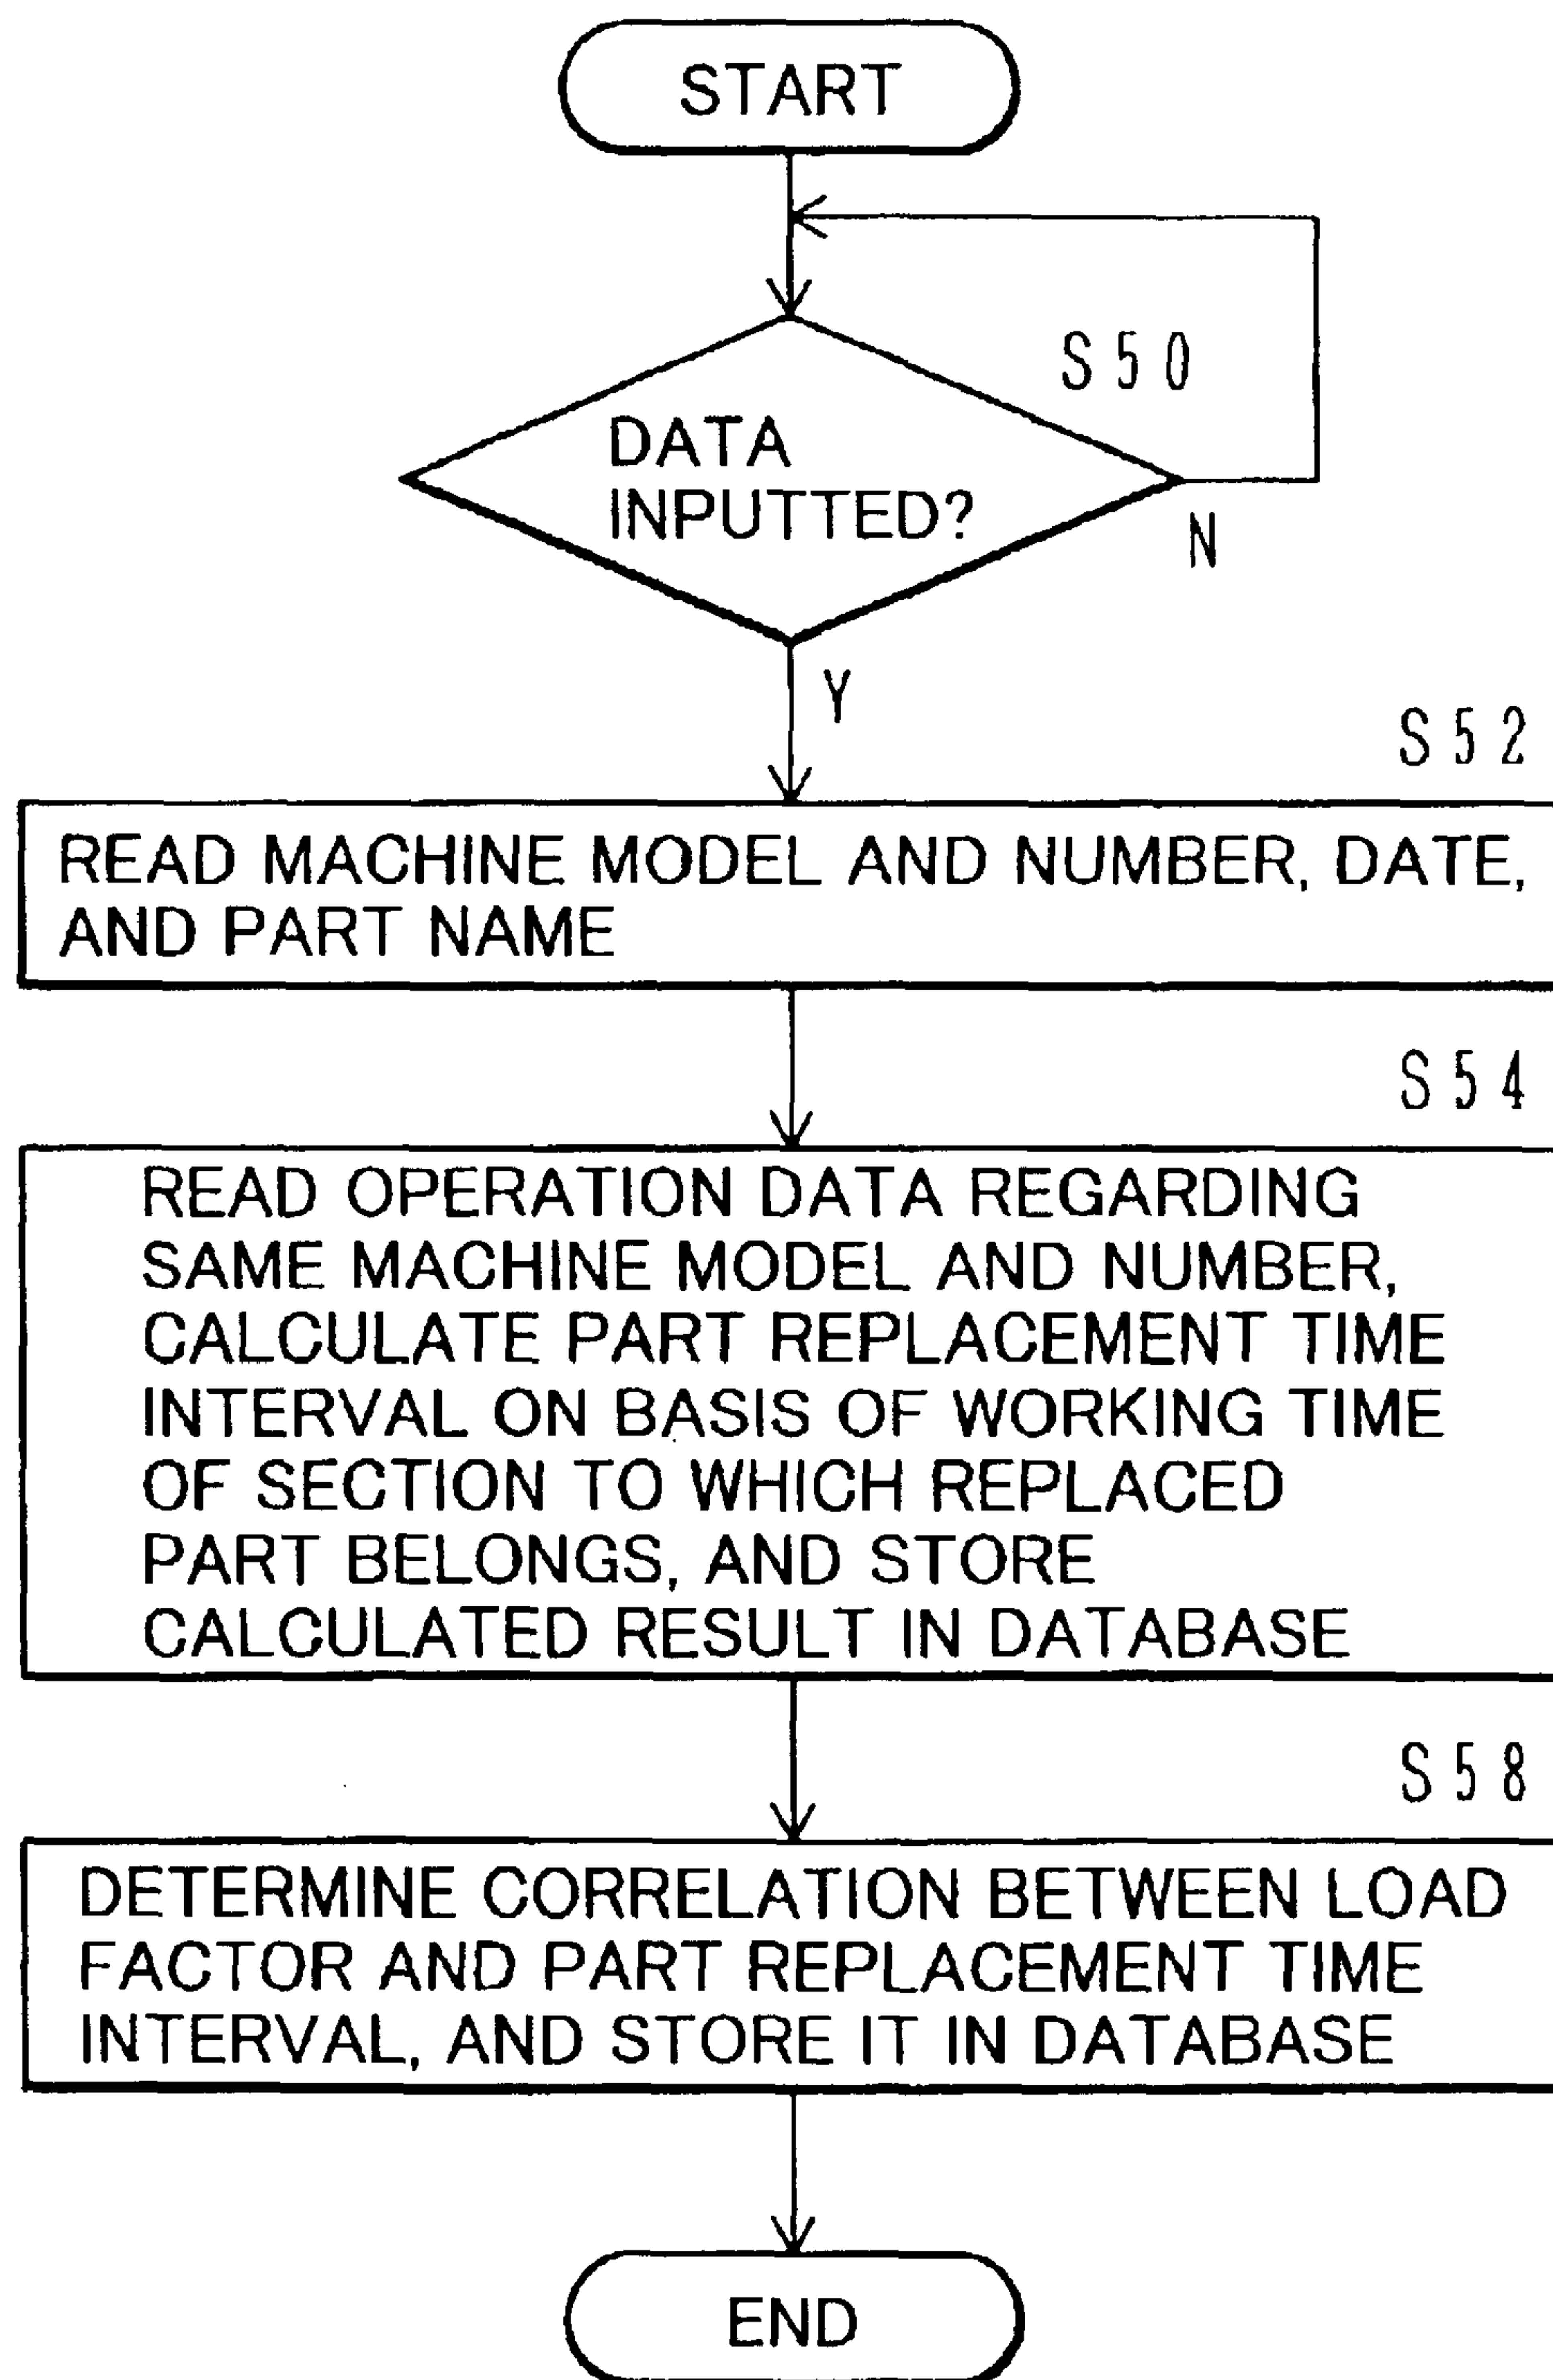 START
S50
DATA
INPUTTED?
N
Y
S52
READ MACHINE MODEL AND NUMBER, DATE,
AND PART NAME
S54
READ OPERATION DATA REGARDING
SAME MACHINE MODEL AND NUMBER,
CALCULATE PART REPLACEMENT TIME
INTERVAL ON BASIS OF WORKING TIME
OF SECTION TO WHICH REPLACED
PART BELONGS, AND STORE
CALCULATED RESULT IN DATABASE
S58
DETERMINE CORRELATION BETWEEN LOAD
FACTOR AND PART REPLACEMENT TIME
INTERVAL, AND STORE IT IN DATABASE
END